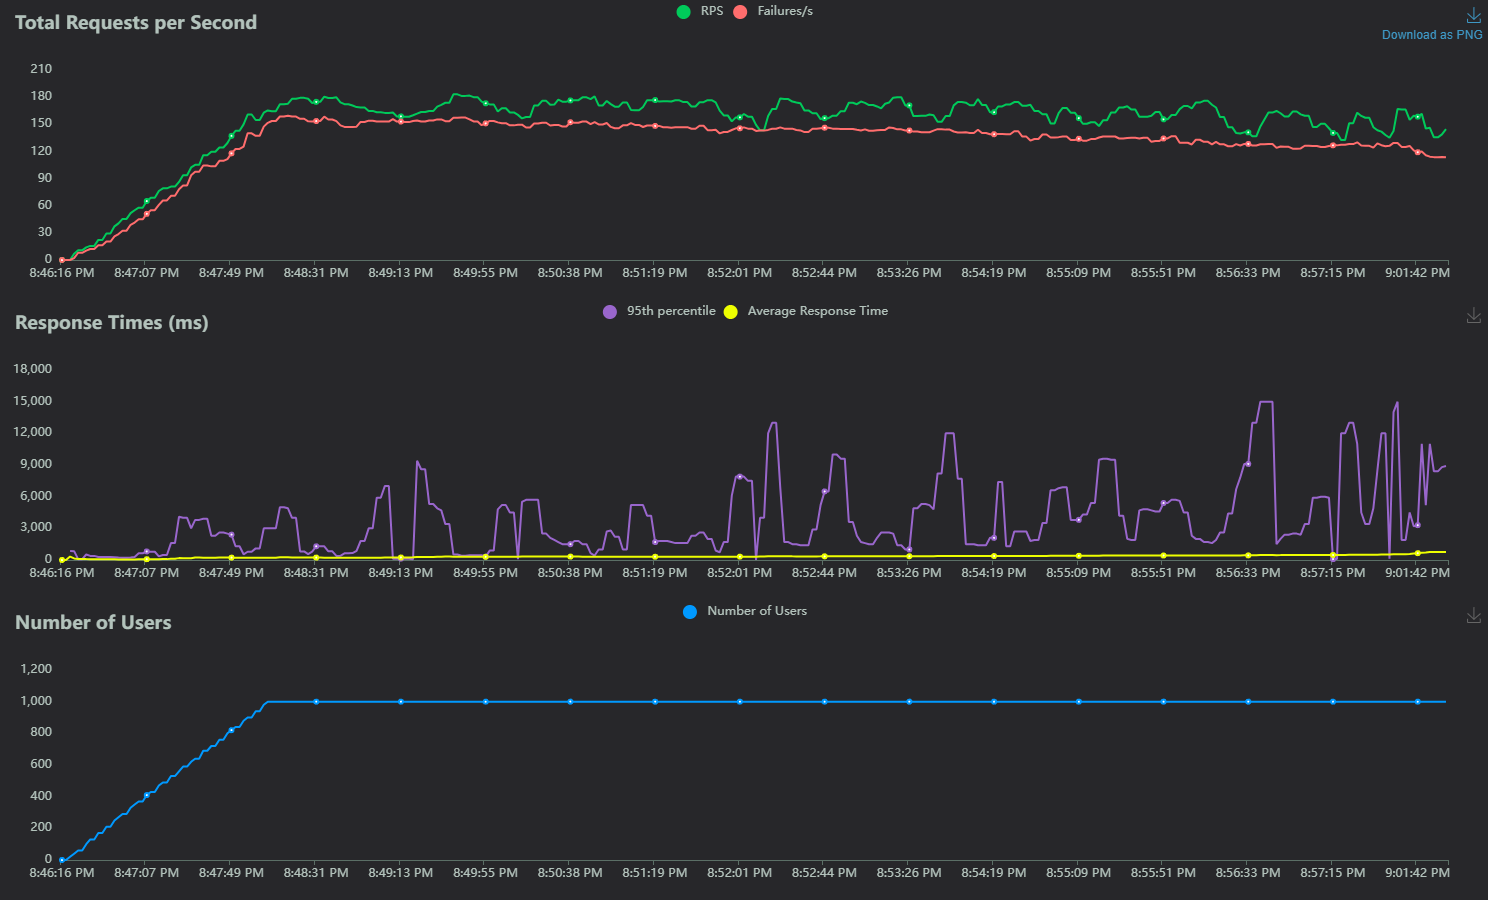 Total Requests per Second
RPS Failures/s
Download as PNG
210
180
150
120
90
60
30
0
8:46:16 PM 8:47:07 PM 8:47:49 PM 8:48:31 PM 8:49:13 PM 8:49:55 PM 8:50:38 PM 8:51:19 PM 8:52:01 PM 8:52:44 PM 8:53:26 PM 8:54:19 PM 8:55:09 PM 8:55:51 PM 8:56:33 PM 8:57:15 PM 9:01:42 PM
Response Times (ms)
95th percentile Average Response Time
18,000
15,000
12,000
9,000
6,000
3,000
0
8:46:16 PM 8:47:07 PM 8:47:49 PM 8:48:31 PM 8:49:13 PM 8:49:55 PM 8:50:38 PM 8:51:19 PM 8:52:01 PM 8:52:44 PM 8:53:26 PM 8:54:19 PM 8:55:09 PM 8:55:51 PM 8:56:33 PM 8:57:15 PM 9:01:42 PM
Number of Users
Number of Users
1,200
1,000
800
600
400
200
0
8:46:16 PM 8:47:07 PM 8:47:49 PM 8:48:31 PM 8:49:13 PM 8:49:55 PM 8:50:38 PM 8:51:19 PM 8:52:01 PM 8:52:44 PM 8:53:26 PM 8:54:19 PM 8:55:09 PM 8:55:51 PM 8:56:33 PM 8:57:15 PM 9:01:42 PM